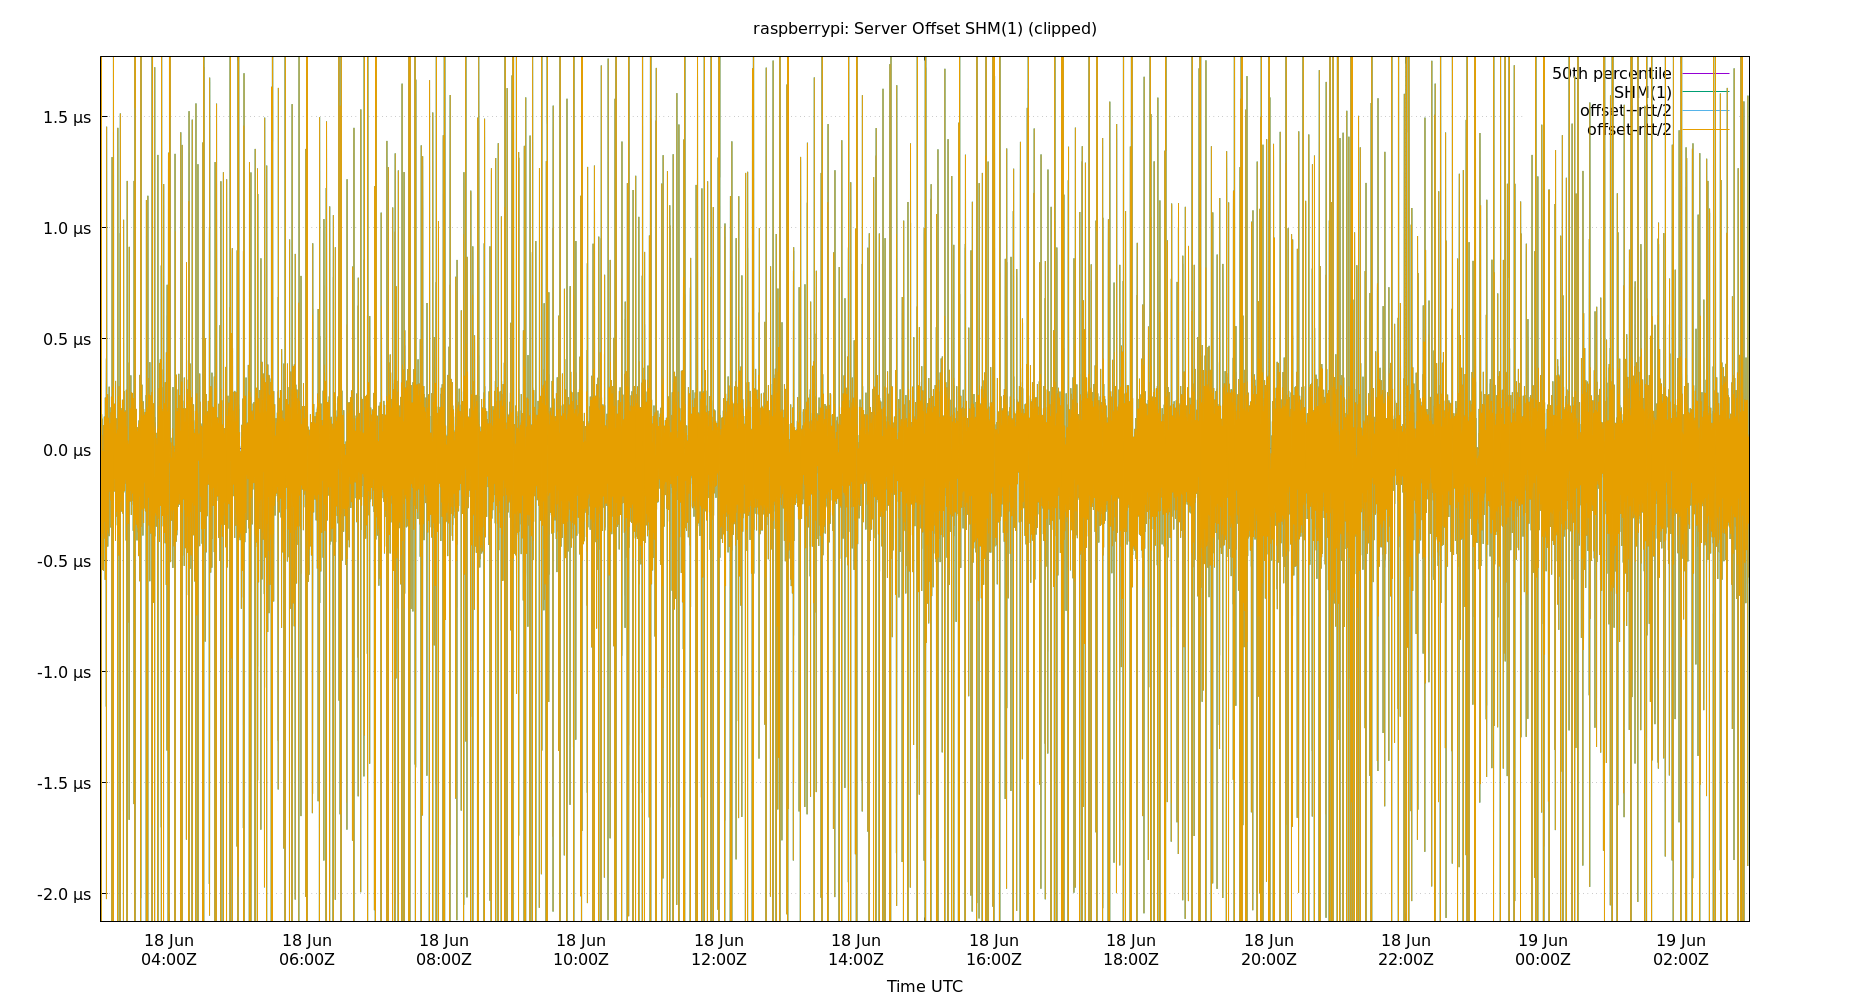 raspberrypi: Server Offset SHM(1) (clipped)
50th percentile
SHM(1)
offset+rtt/2
offset-rtt/2
1.5 µs
1.0 µs
0.5 µs
0.0 µs
-0.5 µs
-1.0 µs
-1.5 µs
-2.0 µs
18 Jun 18 Jun 18 Jun 18 Jun 18 Jun 18 Jun 18 Jun 18 Jun 18 Jun 18 Jun 19 Jun 19 Jun
04:00Z 06:00Z 08:00Z 10:00Z 12:00Z 14:00Z 16:00Z 18:00Z 20:00Z 22:00Z 00:00Z 02:00Z
Time UTC